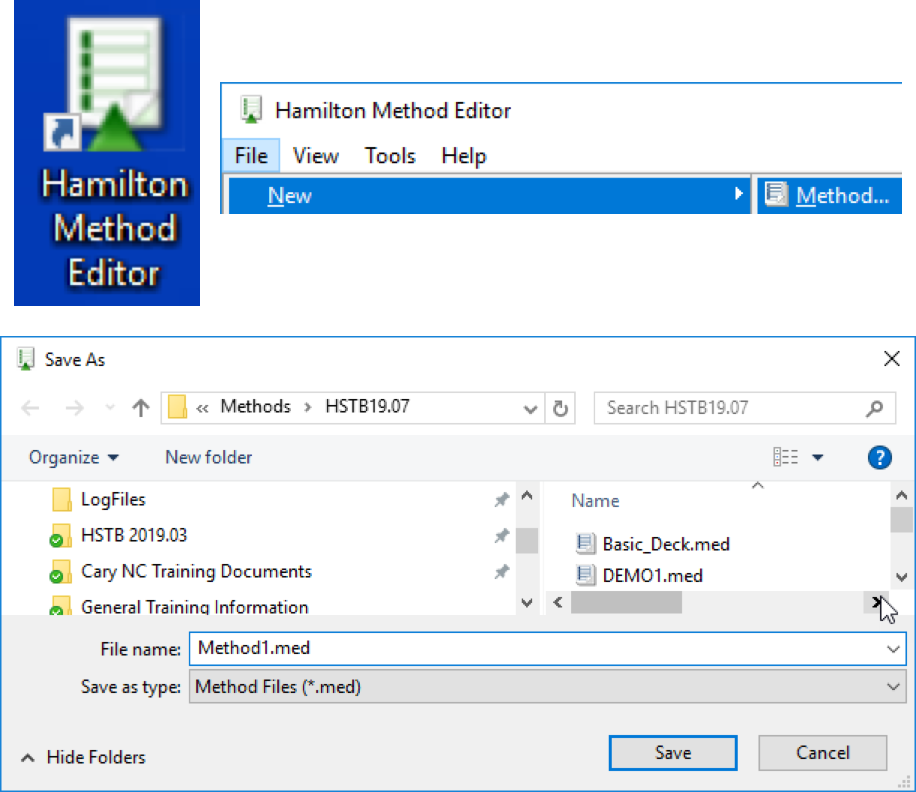 Hamilton
Method
Editor
Hamilton Method Editor
File View Tools Help
New Method...
Save As
« Methods › HSTB19.07 Search HSTB19.07
Organize New folder
LogFiles
HSTB 2019.03
Cary NC Training Documents
General Training Information
Name
Basic_Deck.med
DEMO1.med
File name: Method1.med
Save as type: Method Files (*.med)
Hide Folders Save Cancel